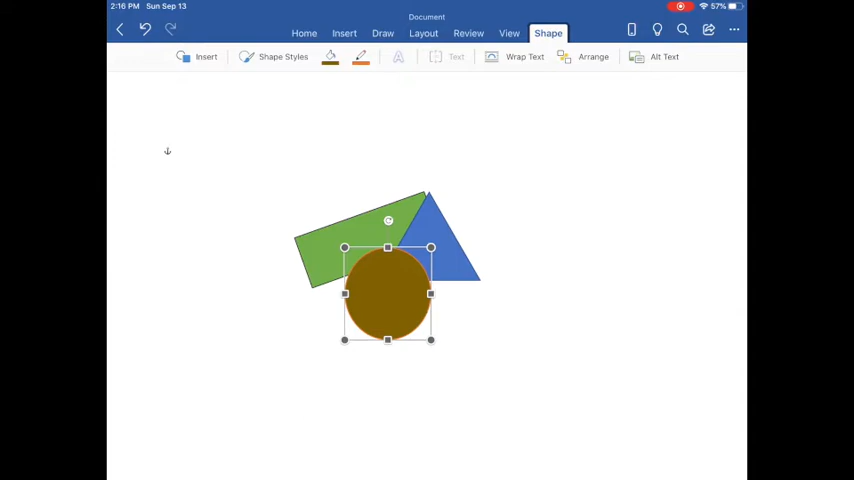 2:16 PM Sun Sep 13
57%
Document
Home Insert Draw Layout Review View Shape
Insert Shape Styles A Text Wrap Text Arrange Alt Text